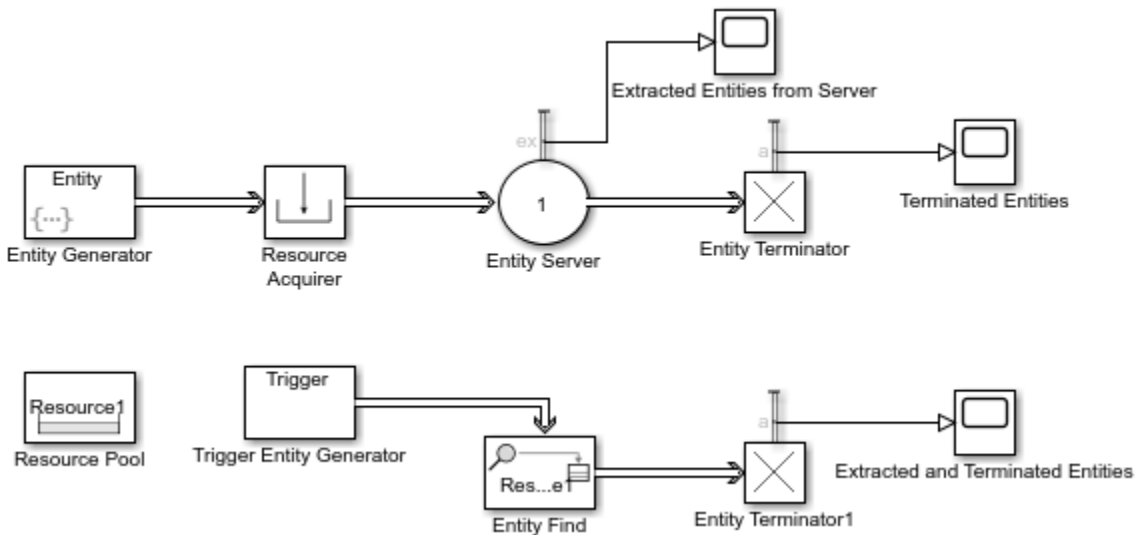 Extracted Entities from Server
ex
a
Terminated Entities
Entity
{...}
1
Entity Generator
Resource
Acquirer
Entity Server
Entity Terminator
Resource1
Resource Pool
Trigger
Trigger Entity Generator
Res...e1
Entity Find
a
Entity Terminator1
Extracted and Terminated Entities